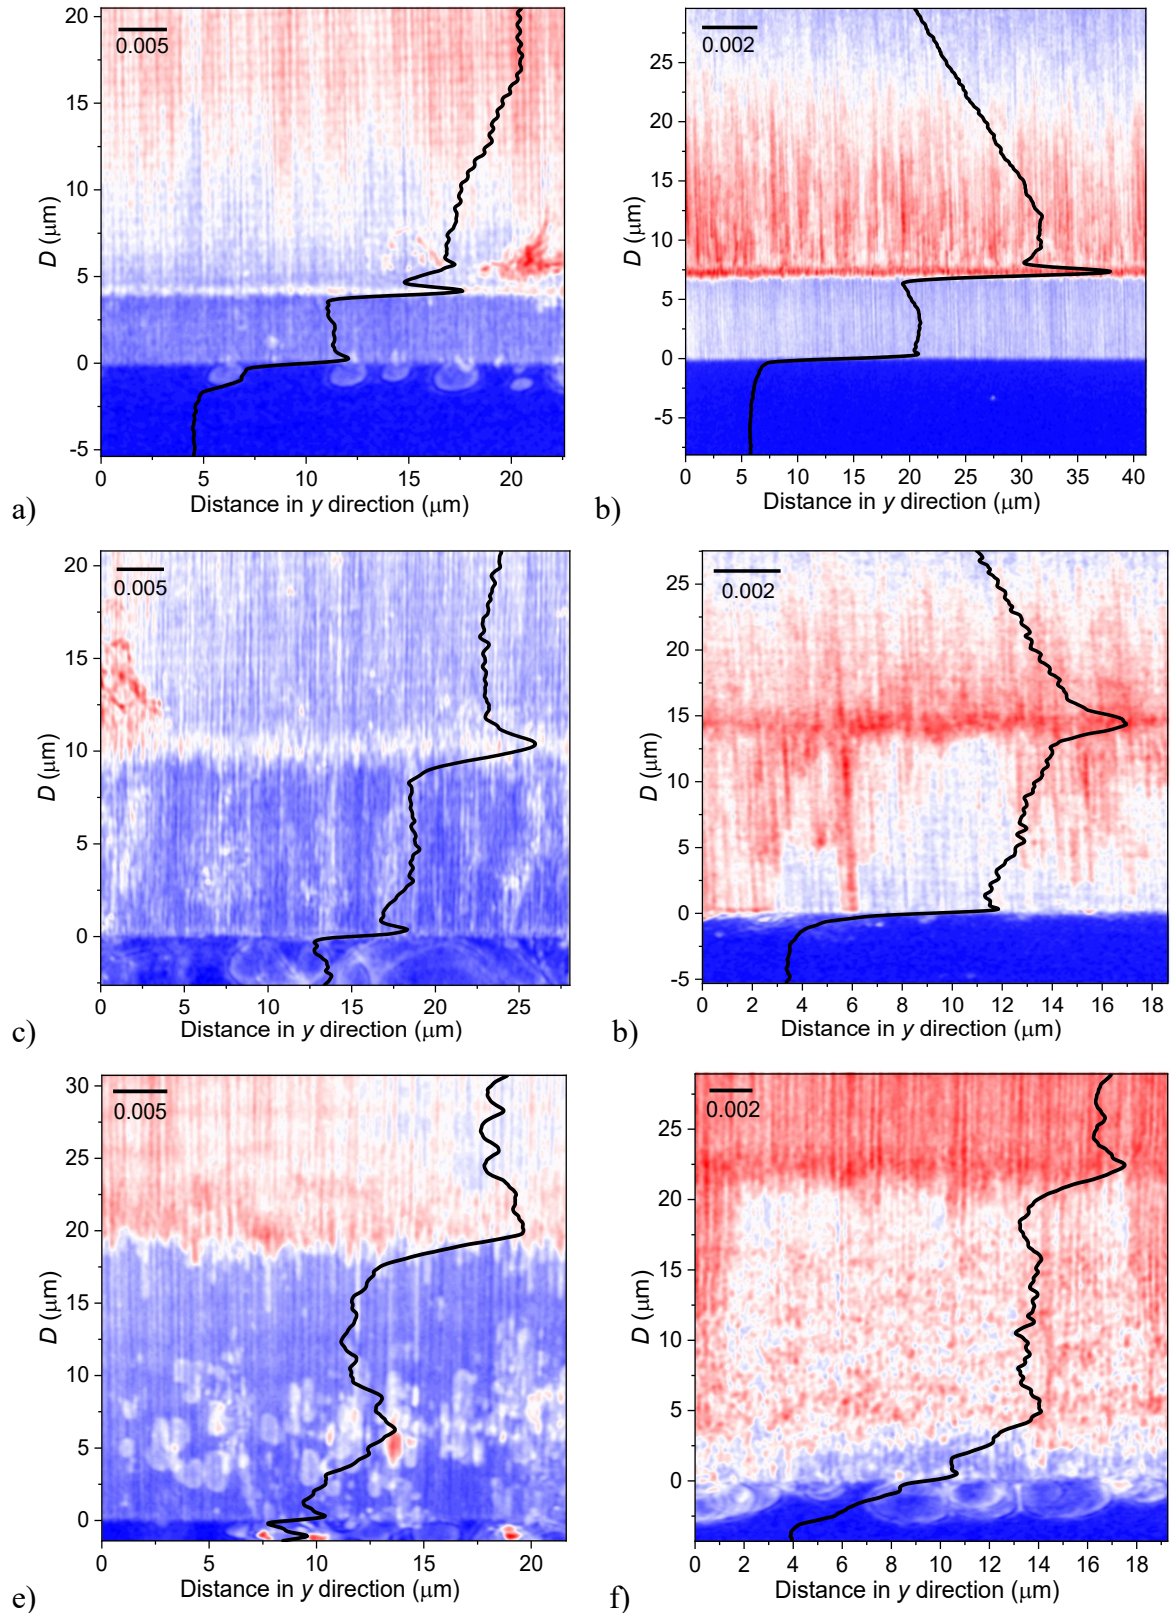 20
15
10
5
0
-5
D (μm)
0.005
0 5 10 15 20
Distance in y direction (μm)
a)
25
20
15
10
5
0
-5
D (μm)
0.002
0 5 10 15 20 25 30 35 40
Distance in y direction (μm)
b)
20
15
10
5
0
D (μm)
0.005
0 5 10 15 20 25
Distance in y direction (μm)
c)
25
20
15
10
5
0
-5
D (μm)
0.002
0 2 4 6 8 10 12 14 16 18
Distance in y direction (μm)
b)
30
25
20
15
10
5
0
D (μm)
0.005
5 10 15 20
Distance in y direction (μm)
e)
25
20
15
10
5
0
D (μm)
0.002
0 2 4 6 8 10 12 14 16 18
Distance in y direction (μm)
f)